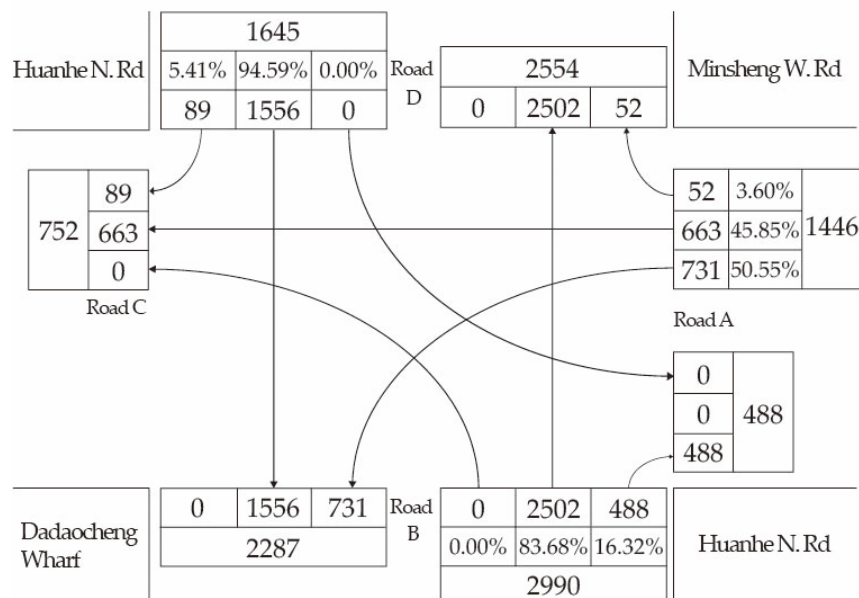 1645
Huanhe N. Rd
5.41% 94.59% 0.00%
89 1556 0
Road
D
2554
0 2502 52
Minsheng W. Rd
752
89
663
0
Road C
52 3.60%
663 45.85%
731 50.55%
1446
Road A
0
0
488
488
Dadaocheng
Wharf
0 1556 731
2287
Road
B
0 2502 488
0.00% 83.68% 16.32%
2990
Huanhe N. Rd